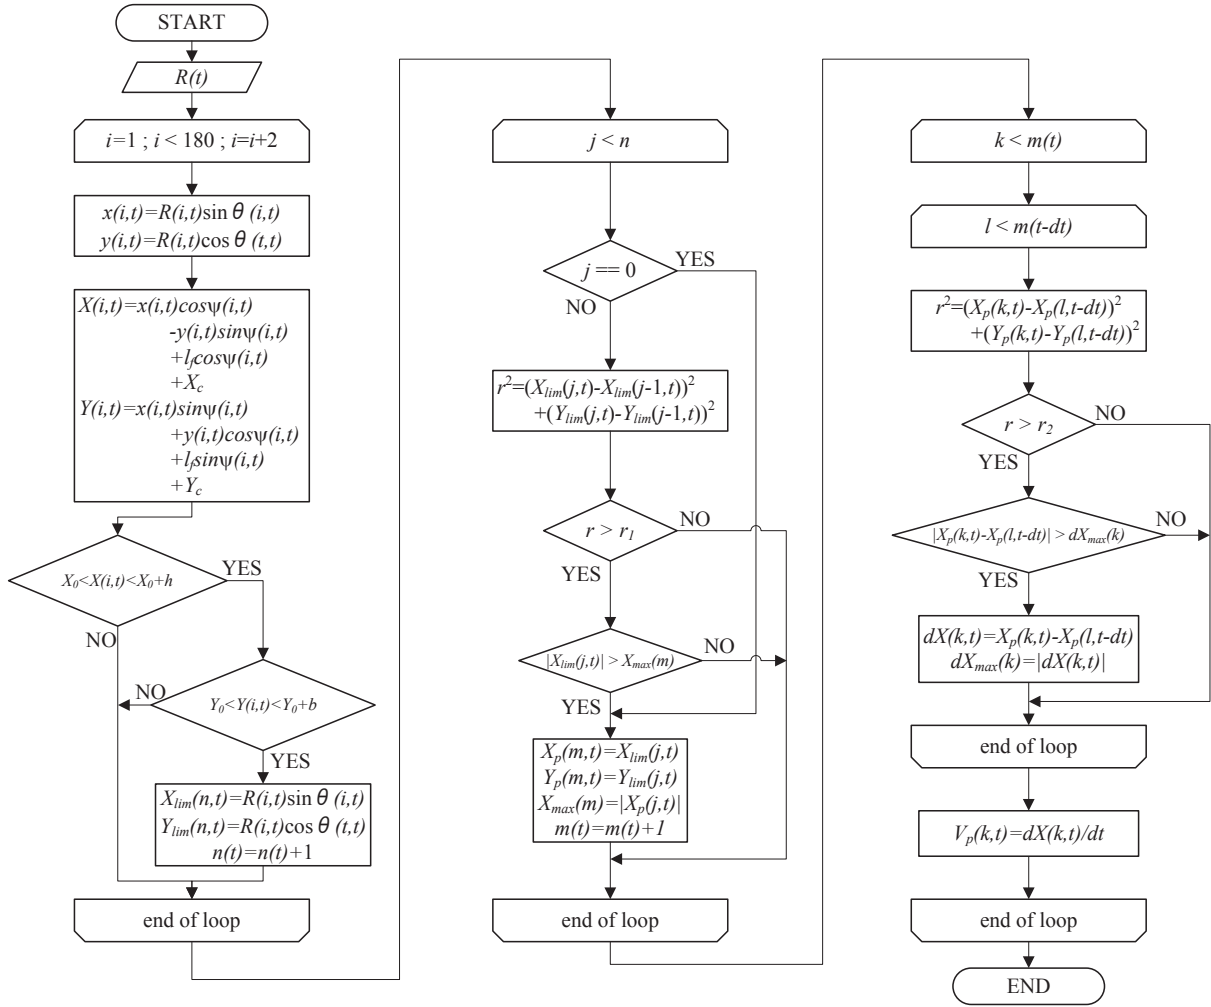 START
R(t)
i=1 ; i < 180 ; i=i+2
x(i,t)=R(i,t)sin θ (i,t)
y(i,t)=R(i,t)cos θ (t,t)
X(i,t)=x(i,t)cosψ(i,t)
-y(i,t)sinψ(i,t)
+l_f cosψ(i,t)
+X_c
Y(i,t)=x(i,t)sinψ(i,t)
+y(i,t)cosψ(i,t)
+l_f sinψ(i,t)
+Y_c
X_0<X(i,t)<X_0+h
YES
NO
Y_0<Y(i,t)<Y_0+b
NO
YES
X_lim(n,t)=R(i,t)sin θ (i,t)
Y_lim(n,t)=R(i,t)cos θ (t,t)
n(t)=n(t)+1
end of loop
j < n
j == 0
YES
NO
r²=(X_lim(j,t)-X_lim(j-1,t))²
+(Y_lim(j,t)-Y_lim(j-1,t))²
r > r_1
NO
YES
|X_lim(j,t)| > X_max(m)
NO
YES
X_p(m,t)=X_lim(j,t)
Y_p(m,t)=Y_lim(j,t)
X_max(m)=|X_p(j,t)|
m(t)=m(t)+1
end of loop
k < m(t)
l < m(t-dt)
r²=(X_p(k,t)-X_p(l,t-dt))²
+(Y_p(k,t)-Y_p(l,t-dt))²
r > r_2
NO
YES
|X_p(k,t)-X_p(l,t-dt)| > dX_max(k)
NO
YES
dX(k,t)=X_p(k,t)-X_p(l,t-dt)
dX_max(k)=|dX(k,t)|
end of loop
V_p(k,t)=dX(k,t)/dt
end of loop
END